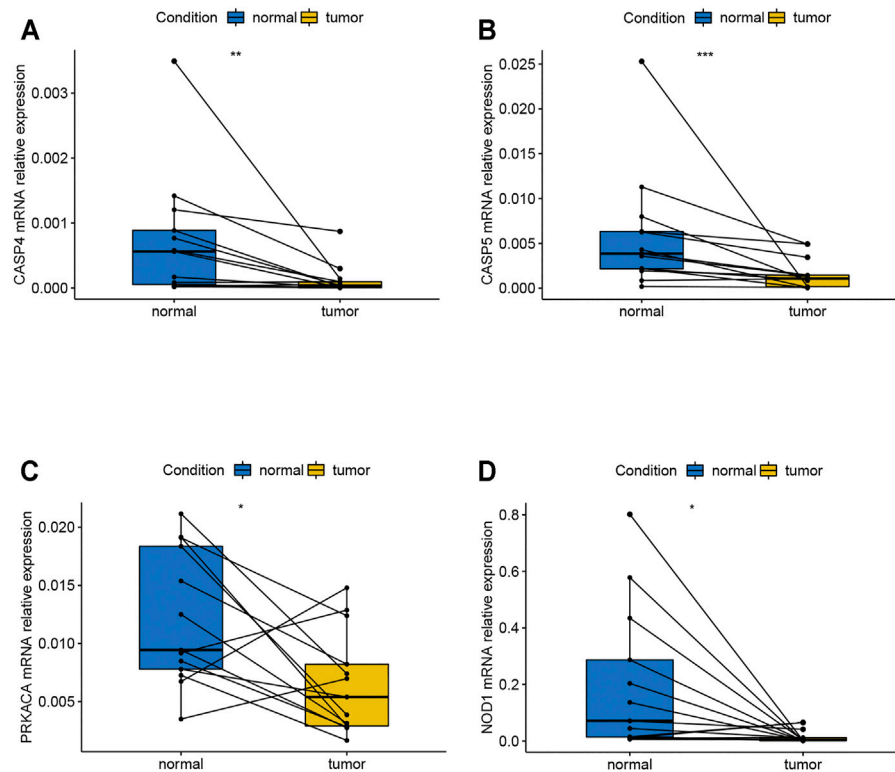 A
Condition normal tumor
**
CASP4 mRNA relative expression
0.003
0.002
0.001
0.000
normal tumor
B
Condition normal tumor
***
CASP5 mRNA relative expression
0.025
0.020
0.015
0.010
0.005
0.000
normal tumor
C
Condition normal tumor
*
PRKACA mRNA relative expression
0.020
0.015
0.010
0.005
normal tumor
D
Condition normal tumor
*
NOD1 mRNA relative expression
0.8
0.6
0.4
0.2
0.0
normal tumor